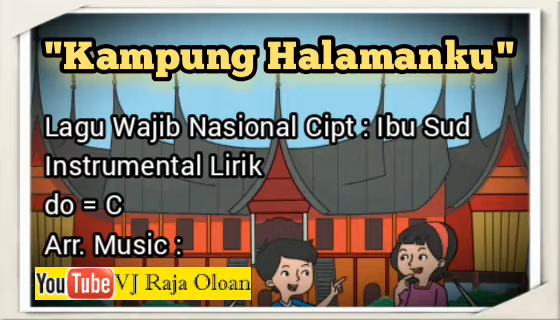 "Kampung Halamanku"
Lagu Wajib Nasional Cipt : Ibu Sud
Instrumental Lirik
do = C
Arr. Music :
YouTube VJ Raja Oloan